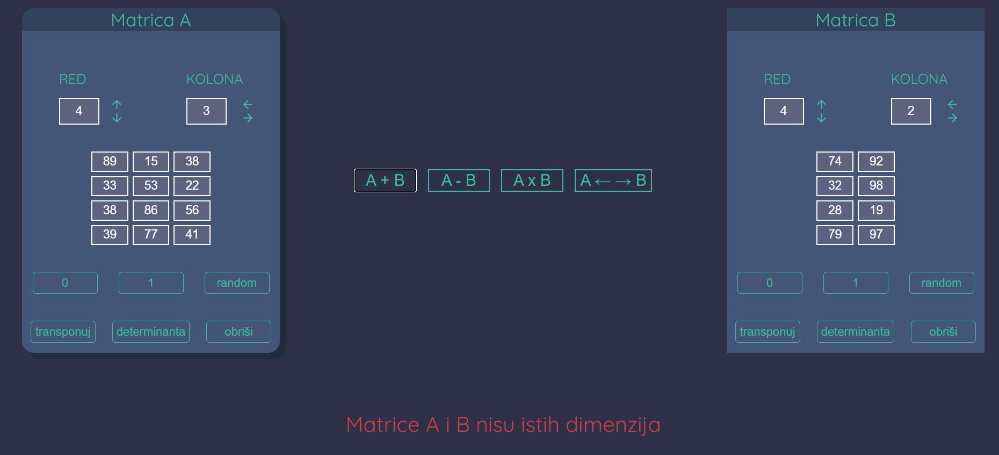 Matrica A
RED KOLONA
4 ↑ ↓ 3 ← →
89 15 38
33 53 22
38 86 56
39 77 41
0 1 random
transponuj determinanta obriši
A + B A - B A x B A ← → B
Matrica B
RED KOLONA
4 ↑ ↓ 2 ← →
74 92
32 98
28 19
79 97
0 1 random
transponuj determinanta obriši
Matrice A i B nisu istih dimenzija